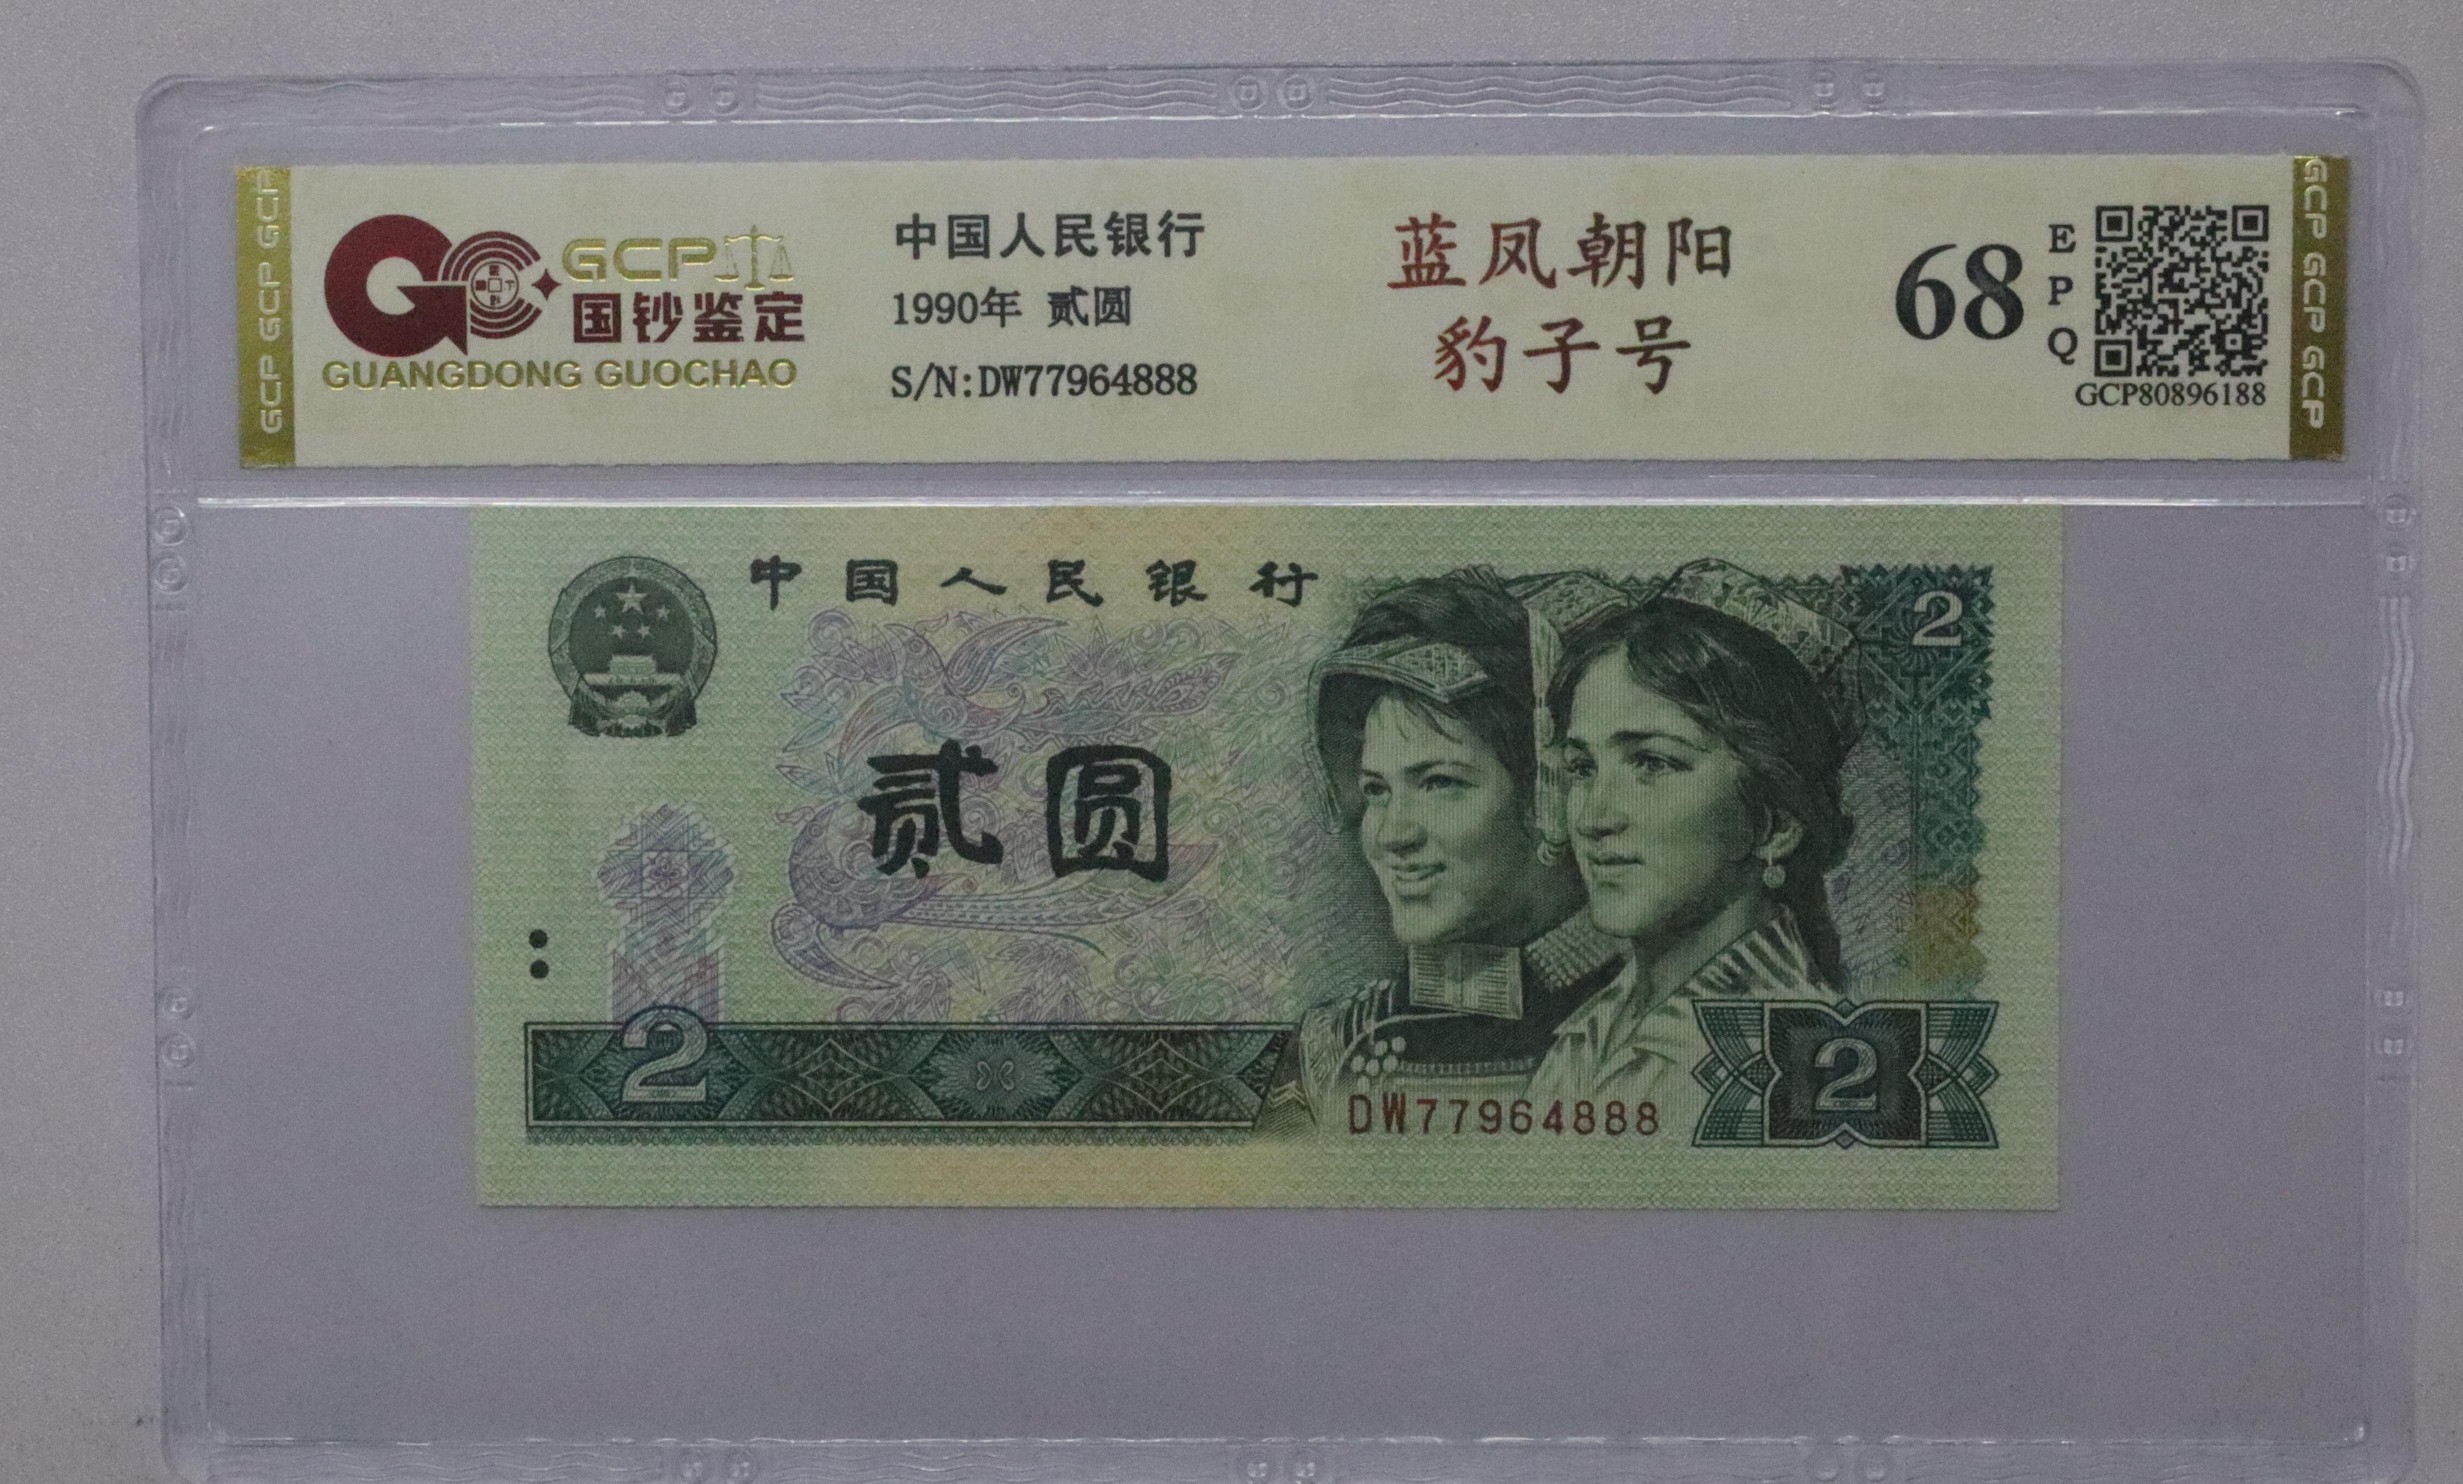 GCP GCP GCP
GCP
国钞鉴定
GUANGDONG GUOCHAO
中国人民银行
1990年 贰圆
S/N:DW77964888
蓝凤朝阳
豹子号
68
E
P
Q
GCP80896188
GCP GCP GCP
中国人民银行
2
贰圆
2
DW77964888
2